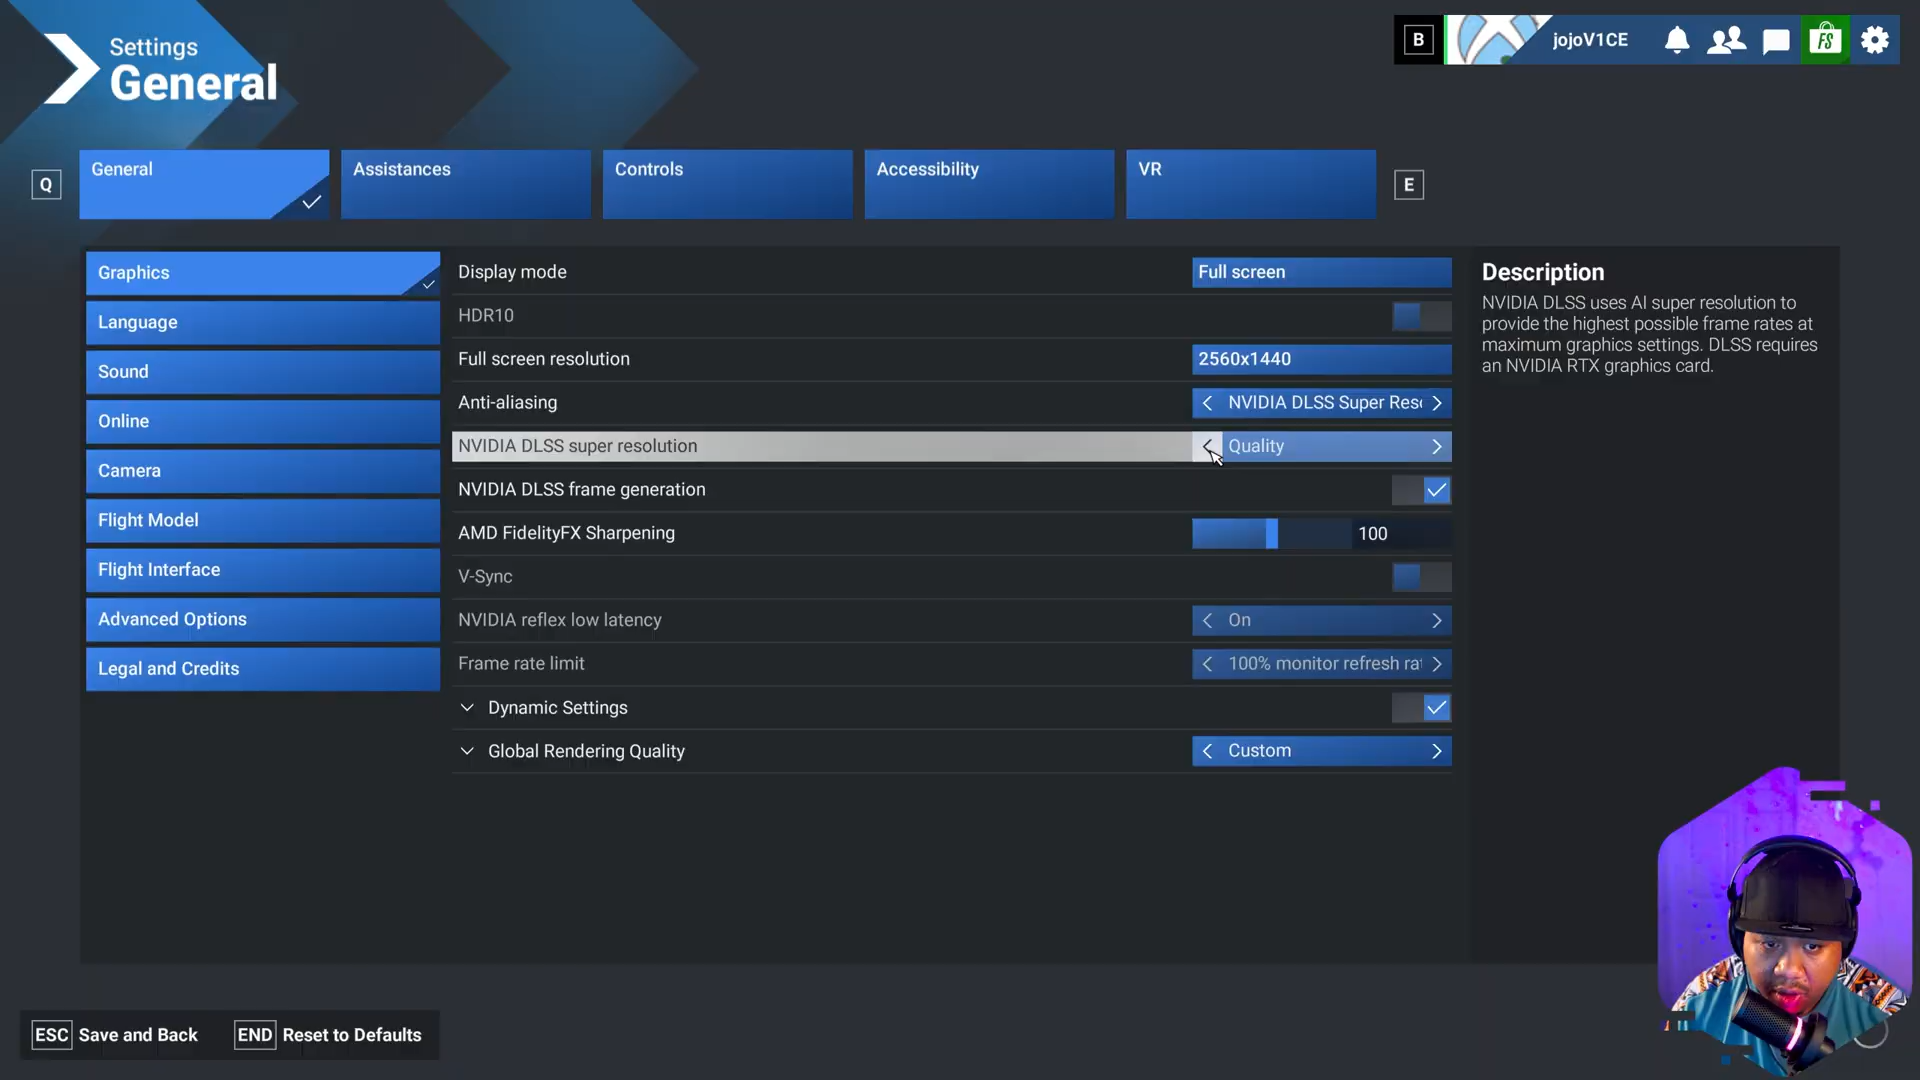 Settings
General
B
jojoV1CE
FS
Q
General
Assistances
Controls
Accessibility
VR
E
Graphics
Language
Sound
Online
Camera
Flight Model
Flight Interface
Advanced Options
Legal and Credits
Display mode
Full screen
HDR10
Full screen resolution
2560x1440
Anti-aliasing
NVIDIA DLSS Super Res
NVIDIA DLSS super resolution
Quality
NVIDIA DLSS frame generation
AMD FidelityFX Sharpening
100
V-Sync
NVIDIA reflex low latency
On
Frame rate limit
100% monitor refresh ra
Dynamic Settings
Global Rendering Quality
Custom
Description
NVIDIA DLSS uses AI super resolution to
provide the highest possible frame rates at
maximum graphics settings. DLSS requires
an NVIDIA RTX graphics card.
ESC Save and Back
END Reset to Defaults